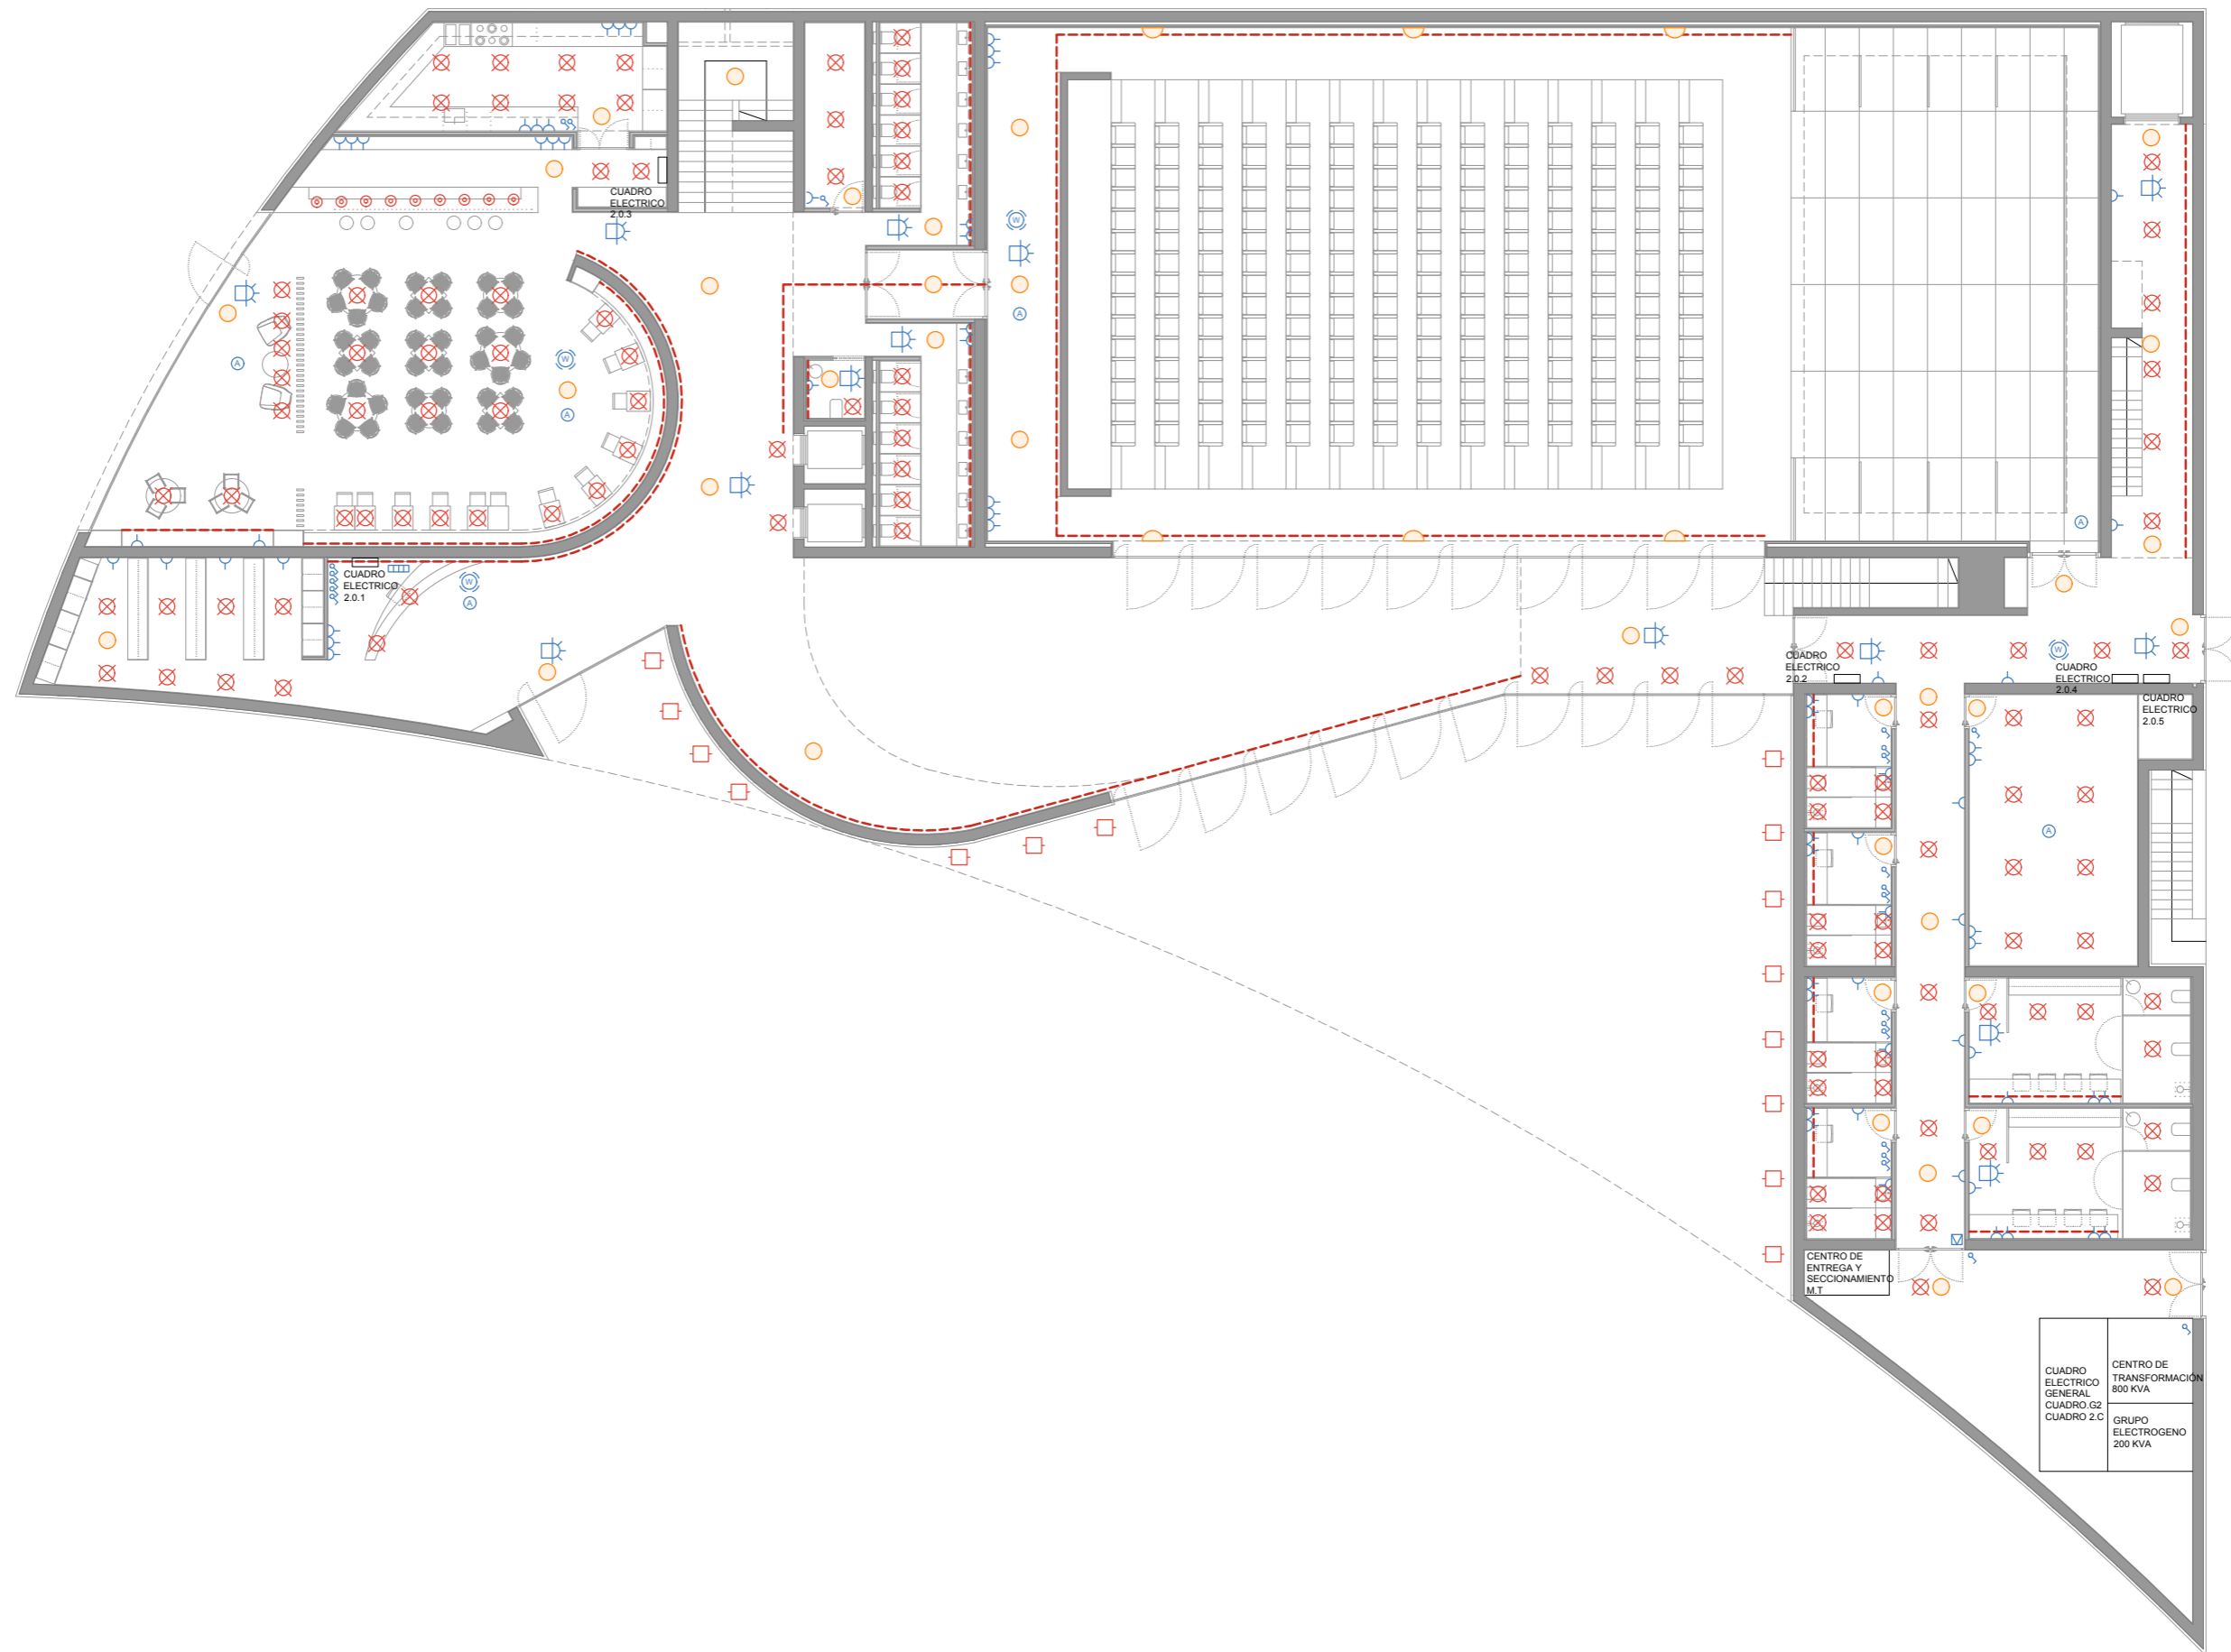 CUADRO
ELECTRICO
2.0.3
W
W
A
A
A
CUADRO
ELECTRICO
2.0.1
W
A
A
CUADRO
ELECTRICO
2.0.2
W
CUADRO
ELECTRICO
2.0.4
CUADRO
ELECTRICO
2.0.5
A
CENTRO DE
ENTREGA Y
SECCIONAMIENTO
M.T
CUADRO
ELECTRICO
GENERAL
CUADRO.G2
CUADRO 2.C
CENTRO DE
TRANSFORMACIÓN
800 KVA
GRUPO
ELECTROGENO
200 KVA